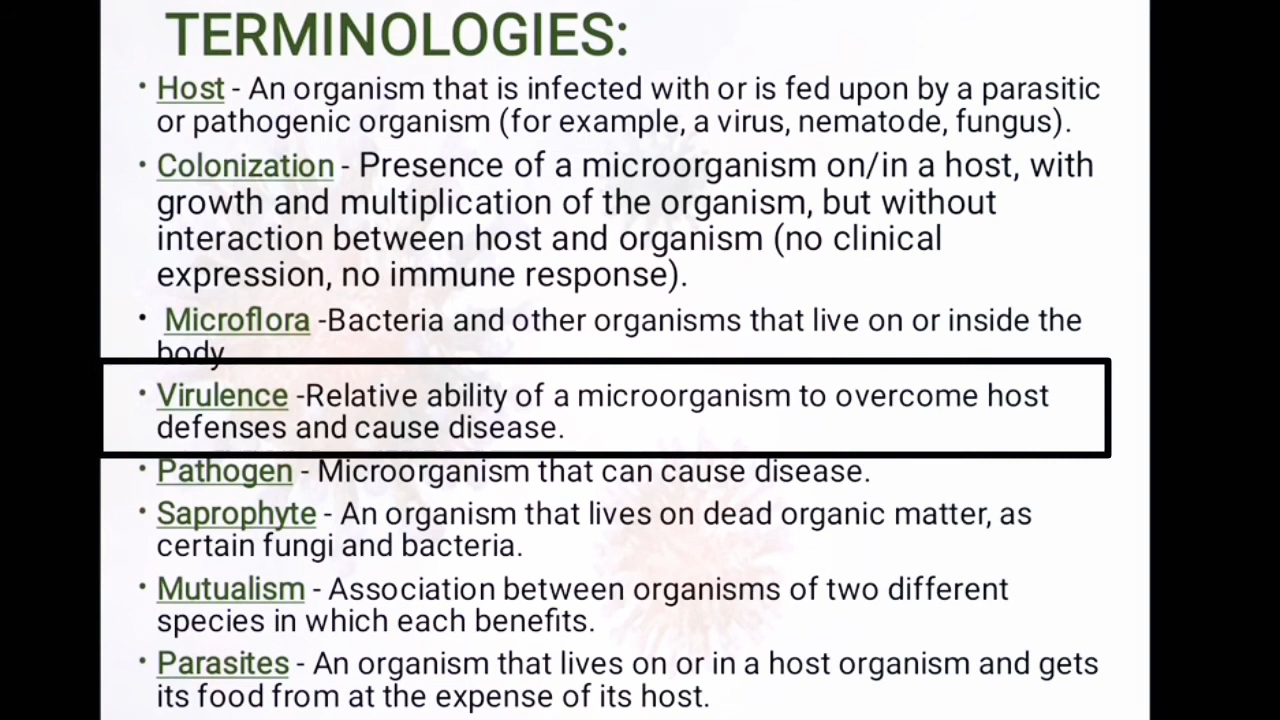 TERMINOLOGIES:
• Host - An organism that is infected with or is fed upon by a parasitic
or pathogenic organism (for example, a virus, nematode, fungus).
• Colonization - Presence of a microorganism on/in a host, with
growth and multiplication of the organism, but without
interaction between host and organism (no clinical
expression, no immune response).
• Microflora -Bacteria and other organisms that live on or inside the
body
• Virulence -Relative ability of a microorganism to overcome host
defenses and cause disease.
• Pathogen - Microorganism that can cause disease.
• Saprophyte - An organism that lives on dead organic matter, as
certain fungi and bacteria.
• Mutualism - Association between organisms of two different
species in which each benefits.
• Parasites - An organism that lives on or in a host organism and gets
its food from at the expense of its host.